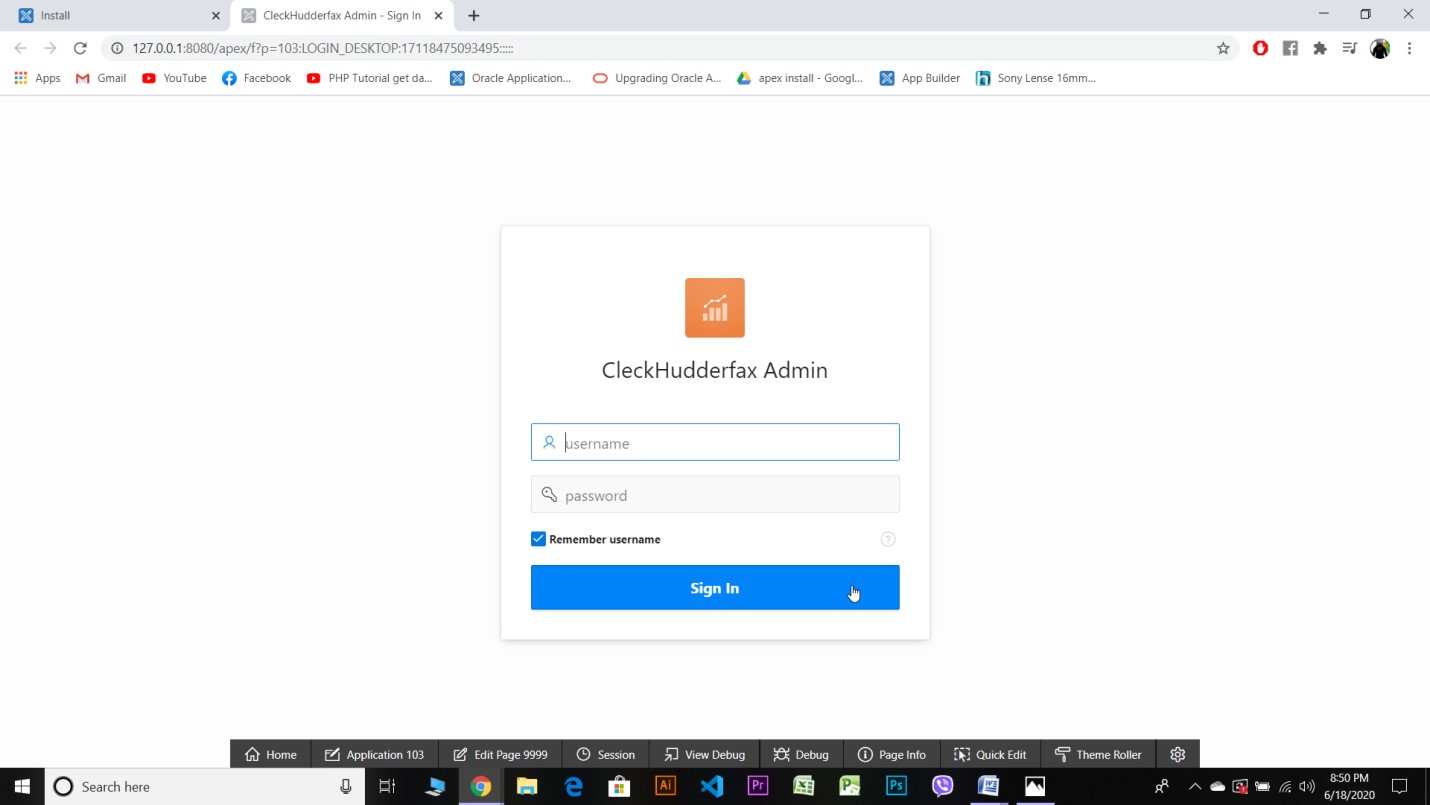 Install
CleckHudderfax Admin - Sign In
127.0.0.1:8080/apex/f?p=103:LOGIN_DESKTOP:17118475093495:::::
Apps Gmail YouTube Facebook PHP Tutorial get da... Oracle Application... Upgrading Oracle A... apex install - Googl... App Builder Sony Lense 16mm...
CleckHudderfax Admin
username
password
Remember username
Sign In
Home Application 103 Edit Page 9999 Session View Debug Debug Page Info Quick Edit Theme Roller
Search here
8:50 PM
6/18/2020